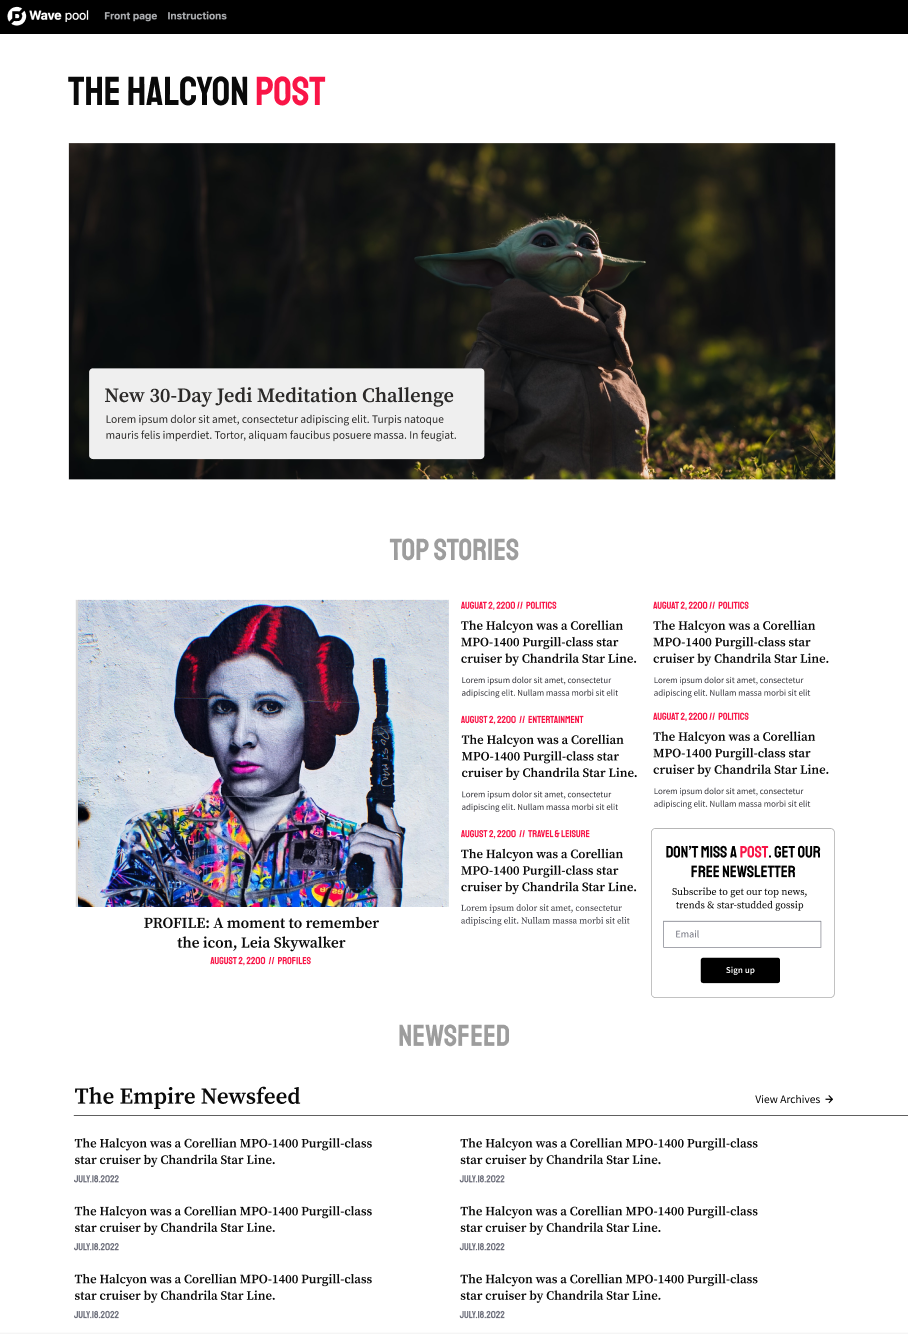 Wave pool Front page Instructions
THE HALCYON POST
New 30-Day Jedi Meditation Challenge
Lorem ipsum dolor sit amet, consectetur adipiscing elit. Turpis natoque
mauris felis imperdiet. Tortor, aliquam faucibus posuere massa. In feugiat.
TOP STORIES
PROFILE: A moment to remember
the icon, Leia Skywalker
AUGUST 2, 2200 // PROFILES
AUGUAT 2, 2200 // POLITICS
The Halcyon was a Corellian
MPO-1400 Purgill-class star
cruiser by Chandrila Star Line.
Lorem ipsum dolor sit amet, consectetur
adipiscing elit. Nullam massa morbi sit elit
AUGUST 2, 2200 // ENTERTAINMENT
The Halcyon was a Corellian
MPO-1400 Purgill-class star
cruiser by Chandrila Star Line.
Lorem ipsum dolor sit amet, consectetur
adipiscing elit. Nullam massa morbi sit elit
AUGUST 2, 2200 // TRAVEL & LEISURE
The Halcyon was a Corellian
MPO-1400 Purgill-class star
cruiser by Chandrila Star Line.
Lorem ipsum dolor sit amet, consectetur
adipiscing elit. Nullam massa morbi sit elit
AUGUAT 2, 2200 // POLITICS
The Halcyon was a Corellian
MPO-1400 Purgill-class star
cruiser by Chandrila Star Line.
Lorem ipsum dolor sit amet, consectetur
adipiscing elit. Nullam massa morbi sit elit
AUGUAT 2, 2200 // POLITICS
The Halcyon was a Corellian
MPO-1400 Purgill-class star
cruiser by Chandrila Star Line.
Lorem ipsum dolor sit amet, consectetur
adipiscing elit. Nullam massa morbi sit elit
DON'T MISS A POST. GET OUR
FREE NEWSLETTER
Subscribe to get our top news,
trends & star-studded gossip
Email
Sign up
NEWSFEED
The Empire Newsfeed
View Archives →
The Halcyon was a Corellian MPO-1400 Purgill-class
star cruiser by Chandrila Star Line.
JULY.18.2022
The Halcyon was a Corellian MPO-1400 Purgill-class
star cruiser by Chandrila Star Line.
JULY.18.2022
The Halcyon was a Corellian MPO-1400 Purgill-class
star cruiser by Chandrila Star Line.
JULY.18.2022
The Halcyon was a Corellian MPO-1400 Purgill-class
star cruiser by Chandrila Star Line.
JULY.18.2022
The Halcyon was a Corellian MPO-1400 Purgill-class
star cruiser by Chandrila Star Line.
JULY.18.2022
The Halcyon was a Corellian MPO-1400 Purgill-class
star cruiser by Chandrila Star Line.
JULY.18.2022